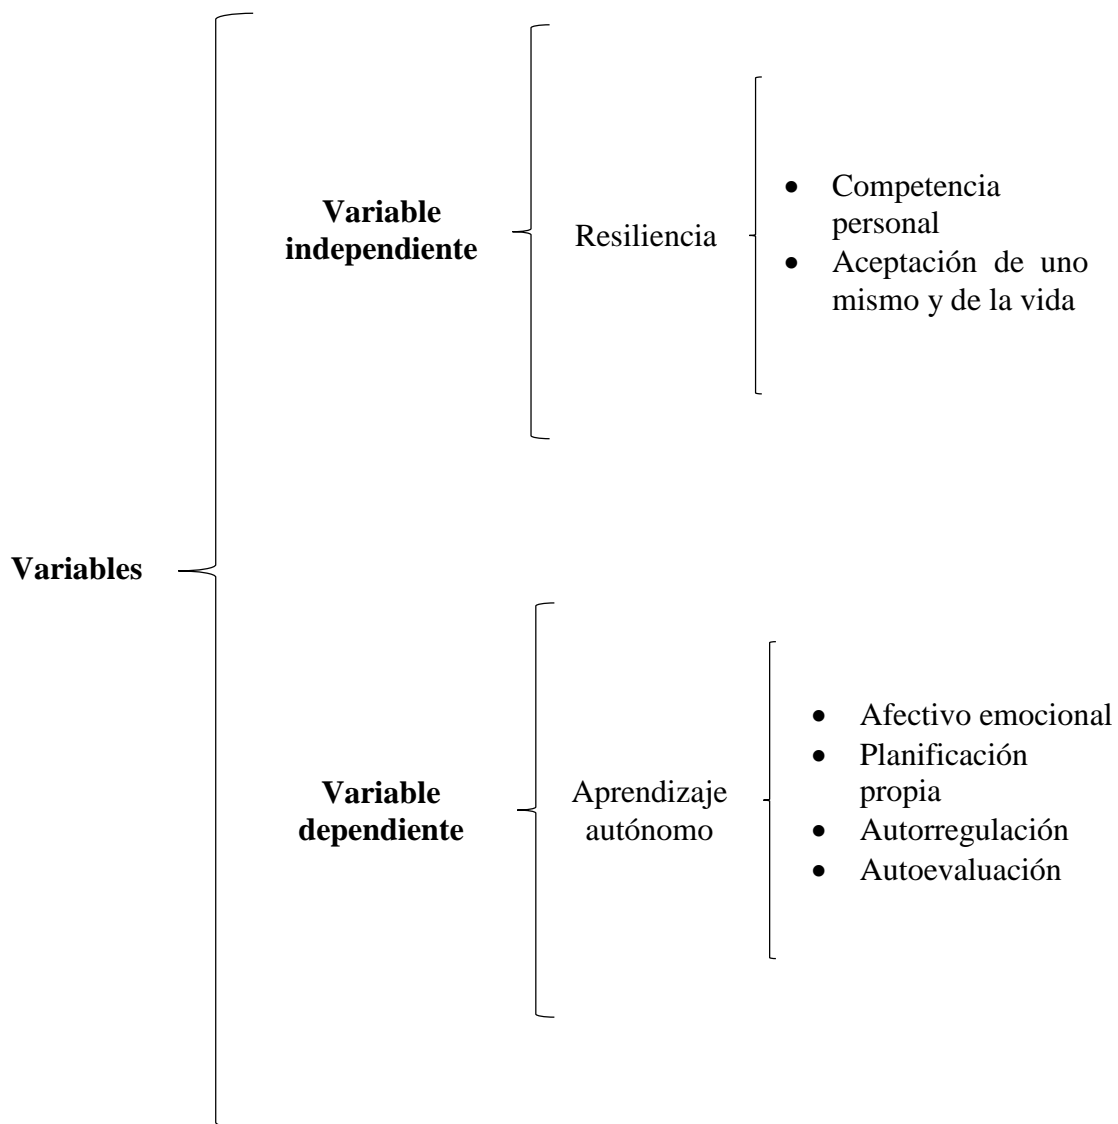 Variable
independiente
Resiliencia
• Competencia
personal
• Aceptación de uno
mismo y de la vida
Variables
Variable
dependiente
Aprendizaje
autónomo
• Afectivo emocional
• Planificación
propia
• Autorregulación
• Autoevaluación